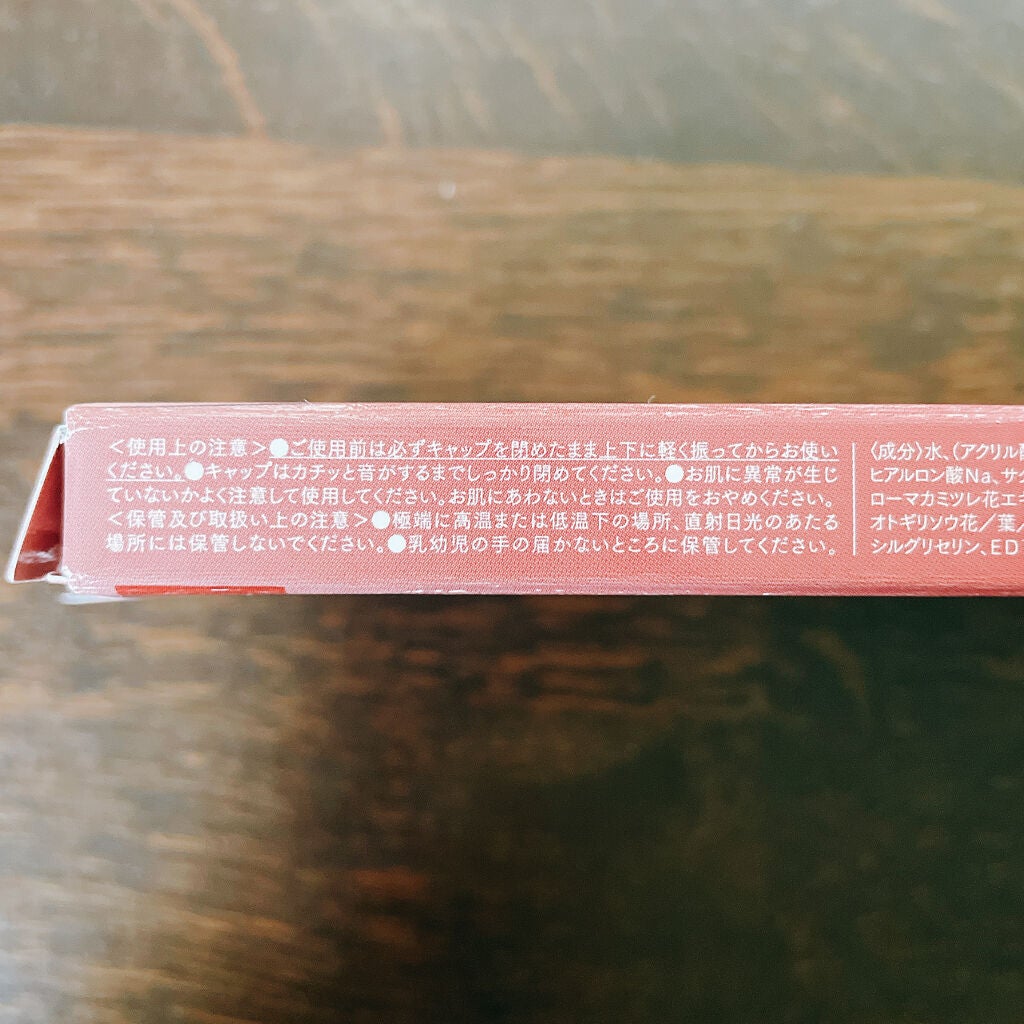 ＜使用上の注意＞●ご使用前は必ずキャップを閉めたまま上下に軽く振ってからお使い
ください。●キャップはカチッと音がするまでしっかり閉めてください。●お肌に異常が生じ
ていないかよく注意して使用してください。お肌にあわないときはご使用をおやめください。
＜保管及び取扱い上の注意＞●極端に高温または低温下の場所、直射日光のあたる
場所には保管しないでください。●乳幼児の手の届かないところに保管してください。
〈成分〉水、（アクリル酸
ヒアルロン酸Na、サク
ローマカミツレ花エキ
オトギリソウ花／葉／
シルグリセリン、EDT